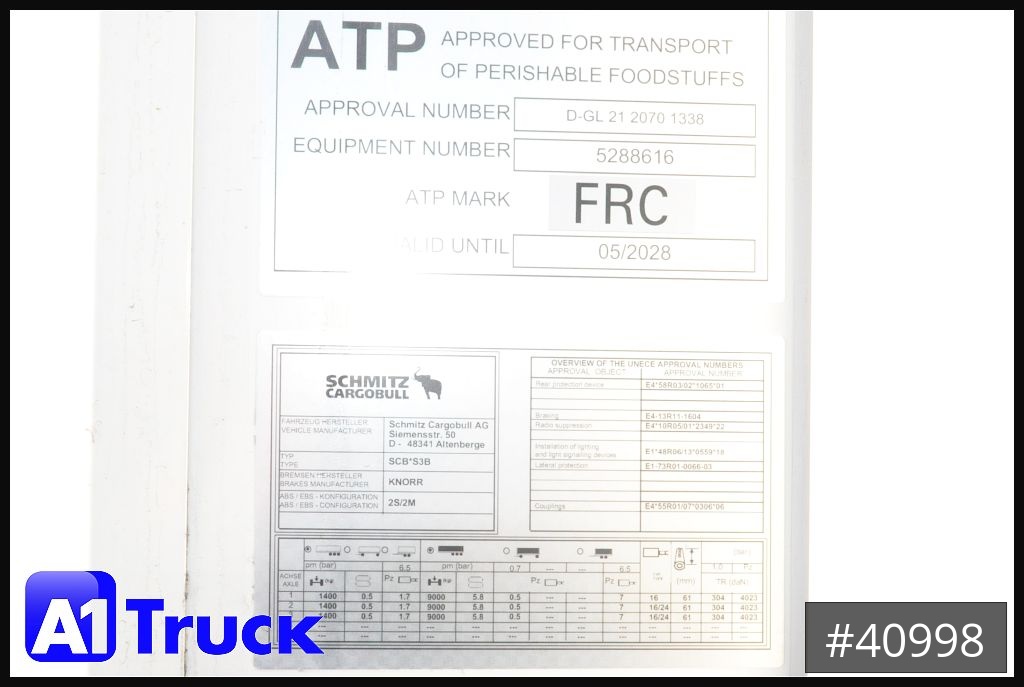 ATP APPROVED FOR TRANSPORT
OF PERISHABLE FOODSTUFFS
APPROVAL NUMBER D-GL 21 2070 1338
EQUIPMENT NUMBER 5288616
ATP MARK FRC
ALID UNTIL 05/2028
SCHMITZ
CARGOBULL
FAHRZEUG HERSTELLER
VEHICLE MANUFACTURER
Schmitz Cargobull AG
Siemensstr. 50
D - 48341 Altenberge
TYP
TYPE
SCB*S3B
BREMSEN HERSTELLER
BRAKES MANUFACTURER
KNORR
ABS / EBS - KONFIGURATION
ABS / EBS - CONFIGURATION
2S/2M
OVERVIEW OF THE UNECE APPROVAL NUMBERS
APPROVAL OBJECT APPROVAL NUMBER
Rear protection device E4*58R03/02*1065*01
Braking E4-13R11-1604
Radio suppression E4*10R05/01*2349*22
Installation of lighting
and light signalling devices E1*48R06/13*0559*18
Lateral protection E1-73R01-0066-03
Couplings E4*55R01/07*0306*06
pm (bar) 6.5 pm (bar) 0.7 --- --- 6.5 1.0 Pz
ACHSE
AXLE
Pz Pz Pz (mm) TR (daN)
1 1400 0.5 1.7 9000 5.8 0.5 --- --- 7 16 61 304 4023
2 1400 0.5 1.7 9000 5.8 0.5 --- --- 7 16/24 61 304 4023
3 1400 0.5 1.7 9000 5.8 0.5 --- --- 7 16/24 61 304 4023
A1 Truck
#40998